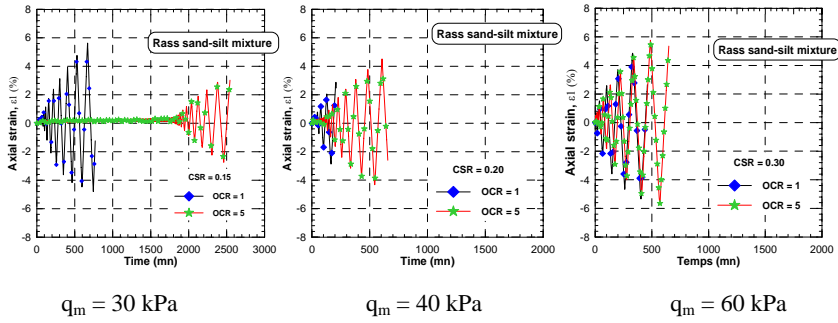 8
6
4
2
0
-2
-4
-6
-8
Axial strain, ε1 (%)
Rass sand-silt mixture
CSR = 0.15
OCR = 1
OCR = 5
0 500 1000 1500 2000 2500 3000
Time (mn)
8
6
4
2
0
-2
-4
-6
-8
Axial strain, ε1 (%)
Rass sand-silt mixture
CSR = 0.20
OCR = 1
OCR = 5
0 500 1000 1500 2000
Time (mn)
8
6
4
2
0
-2
-4
-6
-8
Axial strain, ε1 (%)
Rass sand-silt mixture
CSR = 0.30
OCR = 1
OCR = 5
0 500 1000 1500 2000
Temps (mn)
qm = 30 kPa
qm = 40 kPa
qm = 60 kPa